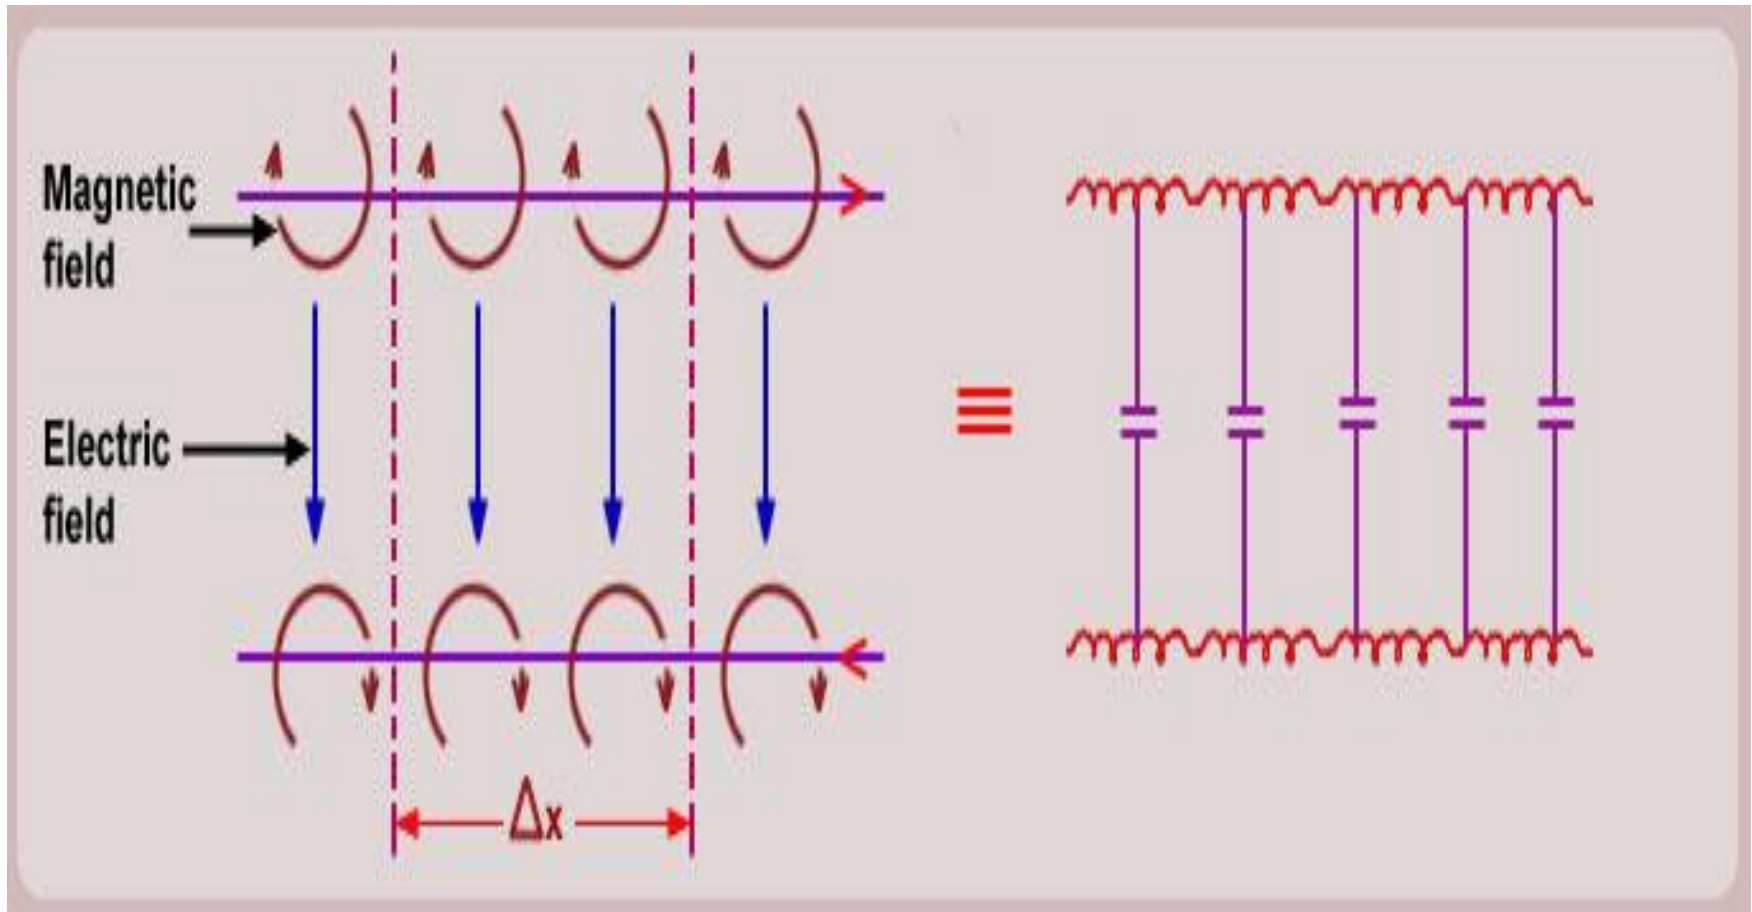 Magnetic
field
Electric
field
≡
Δx